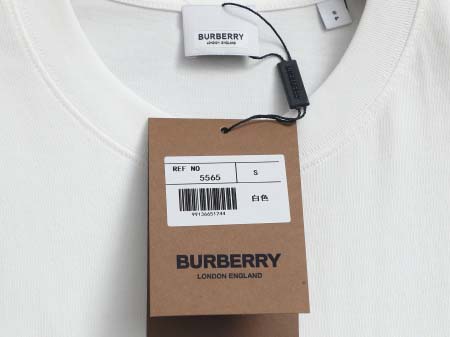 BURBERRY
LONDON ENGLAND
REF NO
5565
S
99136651744
白色
BURBERRY
LONDON ENGLAND